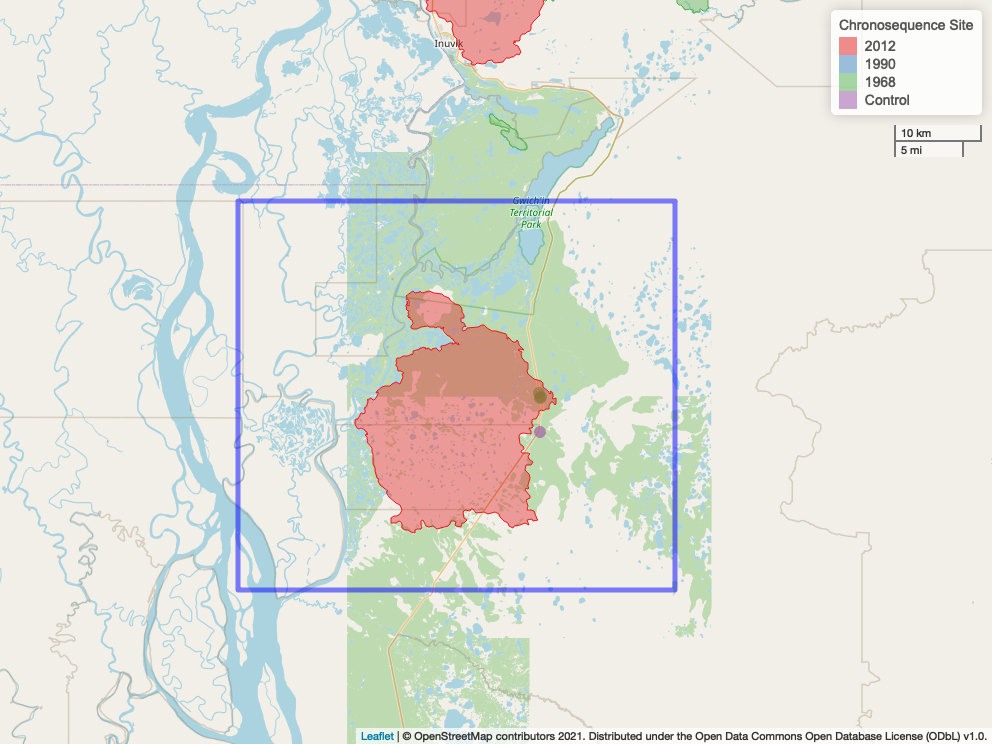 Inuvik
Chronosequence Site
2012
1990
1968
Control
10 km
5 mi
Gwich'in
Territorial
Park
Leaflet | © OpenStreetMap contributors 2021. Distributed under the Open Data Commons Open Database License (ODbL) v1.0.